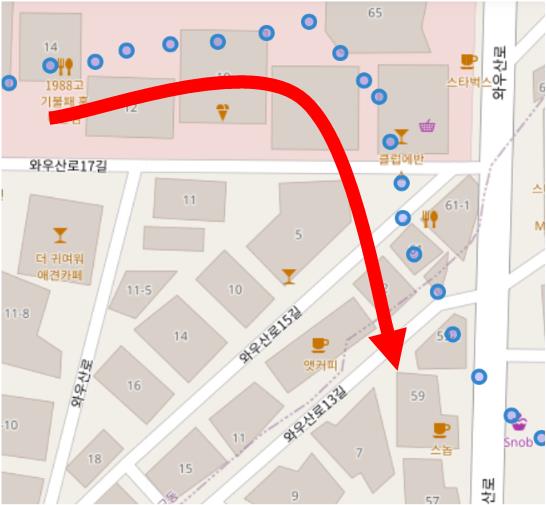 65
14
1988고
기불패 홍
12
스타벅스
와우산로
클럽에반
와우산로17길
11
61-1
5
더 귀여워
애견카페
11-5
10
11-8
14
와우산로15길
앳커피
16
와우산로
59
와우산로13길
스놉
Snob
-10
11
7
18
15
9
57
산로